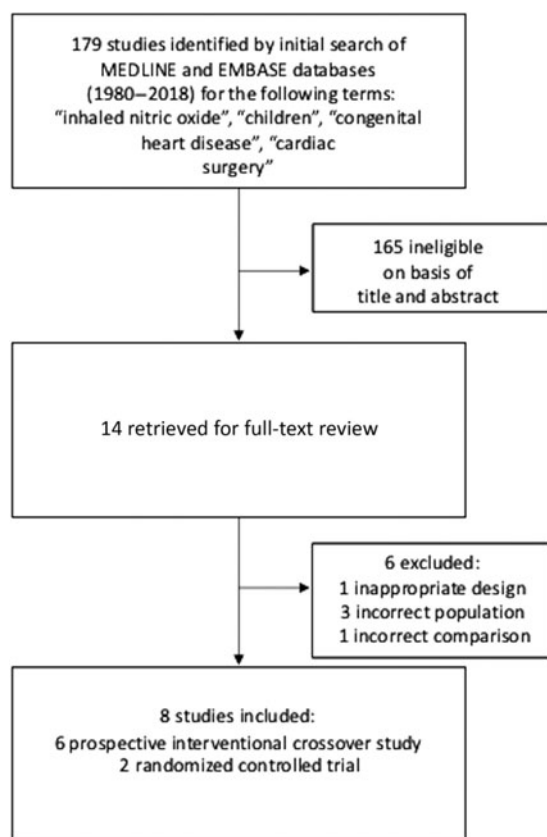 179 studies identified by initial search of
MEDLINE and EMBASE databases
(1980–2018) for the following terms:
“inhaled nitric oxide”, “children”, “congenital
heart disease”, “cardiac
surgery”
165 ineligible
on basis of
title and abstract
14 retrieved for full-text review
6 excluded:
1 inappropriate design
3 incorrect population
1 incorrect comparison
8 studies included:
6 prospective interventional crossover study
2 randomized controlled trial